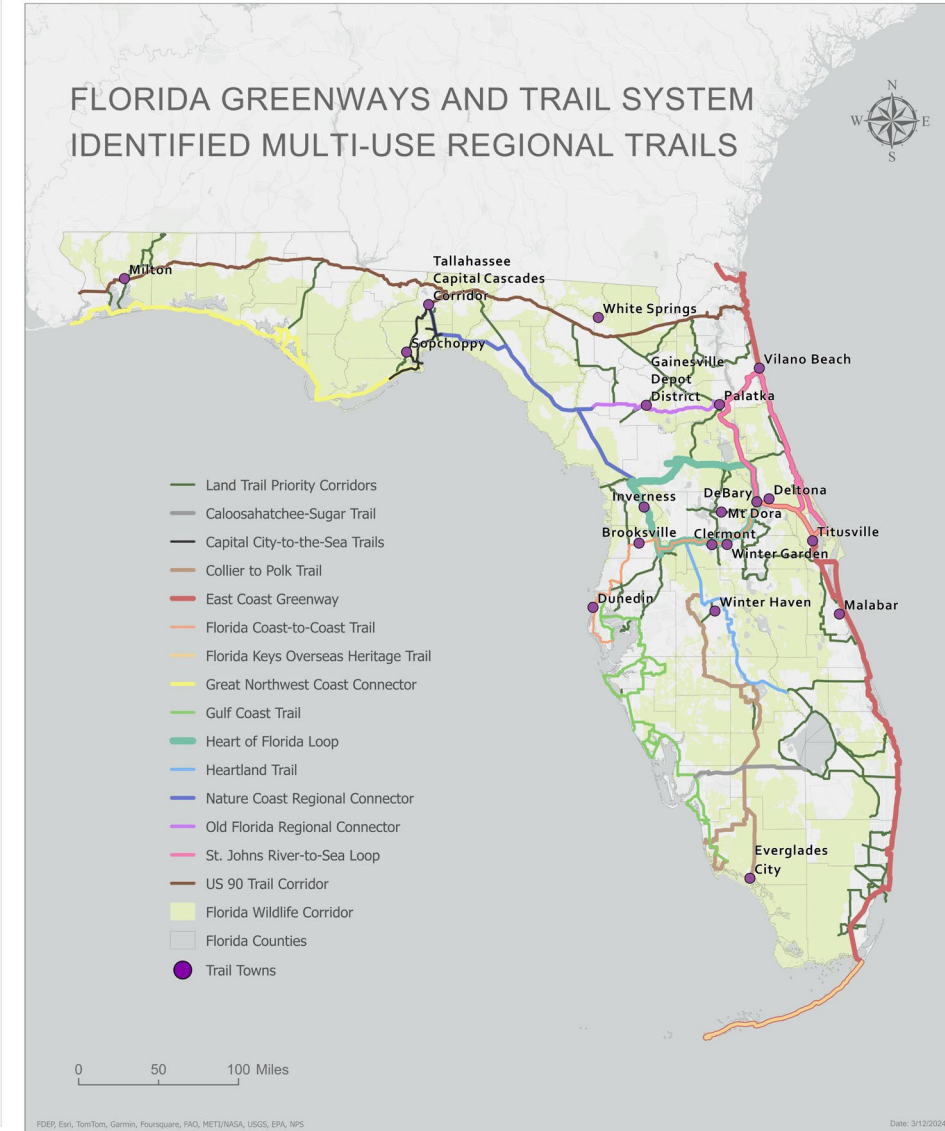 FLORIDA GREENWAYS AND TRAIL SYSTEM
IDENTIFIED MULTI-USE REGIONAL TRAILS
N
W
E
S
Milton
Tallahassee
Capital Cascades
Corridor
White Springs
Sopchoppy
Gainesville
Depot
District
Vilano Beach
Palatka
Inverness
DeBary
Deltona
Mt Dora
Brooksville
Clermont
Titusville
Winter Garden
Dunedin
Winter Haven
Malabar
Everglades
City
Land Trail Priority Corridors
Caloosahatchee-Sugar Trail
Capital City-to-the-Sea Trails
Collier to Polk Trail
East Coast Greenway
Florida Coast-to-Coast Trail
Florida Keys Overseas Heritage Trail
Great Northwest Coast Connector
Gulf Coast Trail
Heart of Florida Loop
Heartland Trail
Nature Coast Regional Connector
Old Florida Regional Connector
St. Johns River-to-Sea Loop
US 90 Trail Corridor
Florida Wildlife Corridor
Florida Counties
Trail Towns
0 50 100 Miles
FDEP, Esri, TomTom, Garmin, Foursquare, FAO, METI/NASA, USGS, EPA, NPS
Date: 3/12/2024